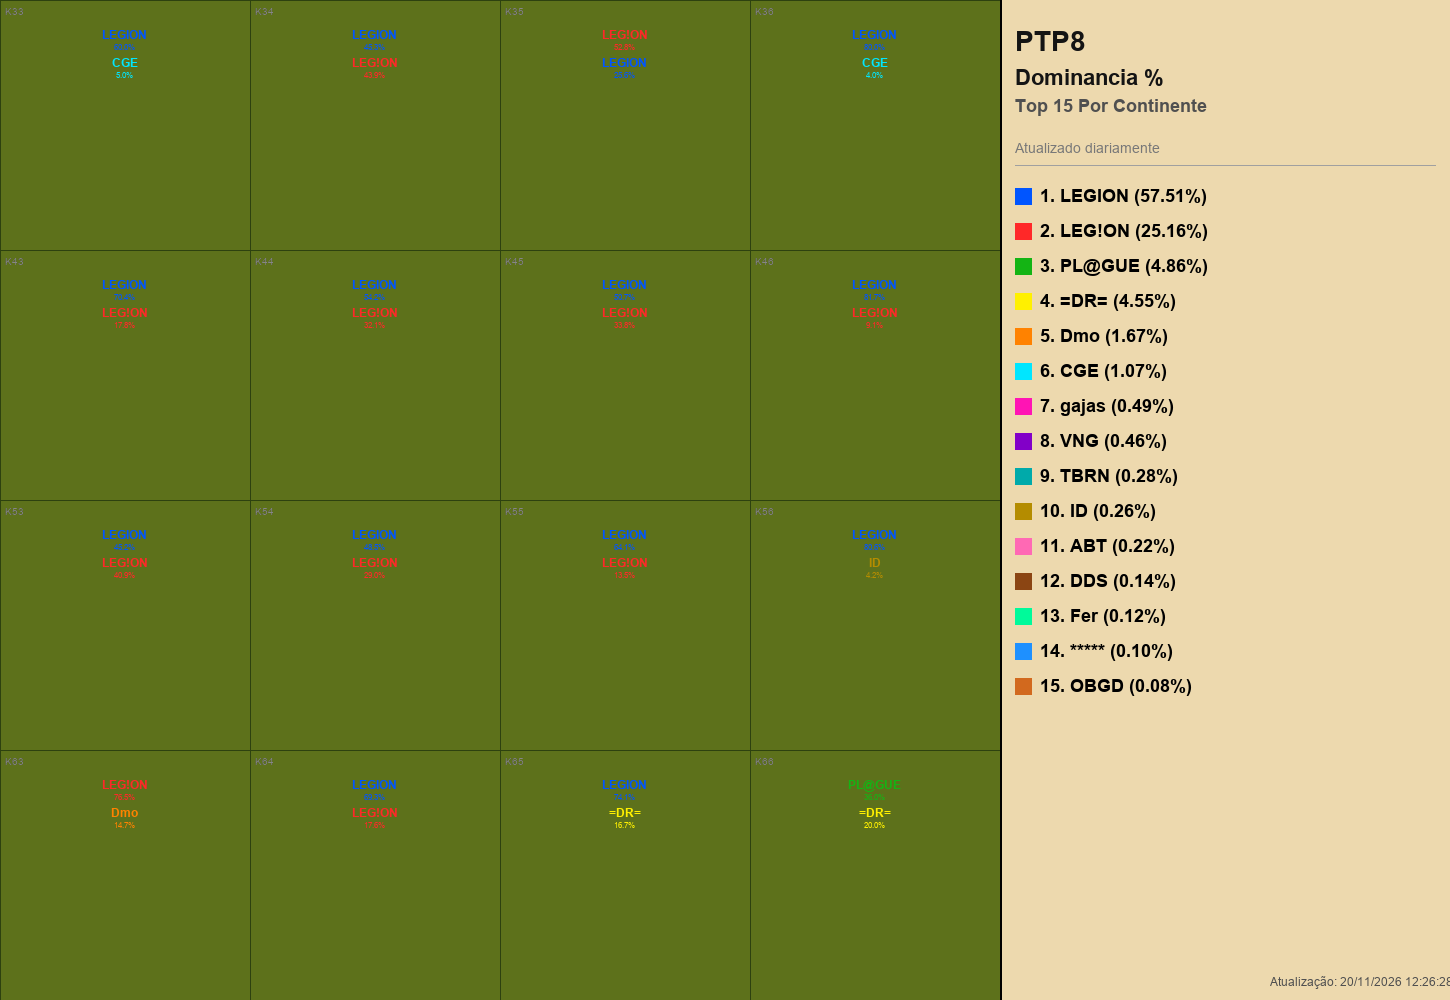 K33
LEGION
CGE
5.0%
K34
LEGION
LEG!ON
K35
LEG!ON
LEGION
K36
LEGION
CGE
4.0%
K43
LEGION
LEG!ON
K44
LEGION
LEG!ON
K45
LEGION
LEG!ON
K46
LEGION
LEG!ON
K53
LEGION
LEG!ON
K54
LEGION
LEG!ON
K55
LEGION
LEG!ON
K56
LEGION
ID
4.2%
K63
LEG!ON
Dmo
14.7%
K64
LEGION
LEG!ON
K65
LEGION
=DR=
16.7%
K66
PL@GUE
=DR=
20.0%
PTP8
Dominancia %
Top 15 Por Continente
Atualizado diariamente
1. LEGION (57.51%)
2. LEG!ON (25.16%)
3. PL@GUE (4.86%)
4. =DR= (4.55%)
5. Dmo (1.67%)
6. CGE (1.07%)
7. gajas (0.49%)
8. VNG (0.46%)
9. TBRN (0.28%)
10. ID (0.26%)
11. ABT (0.22%)
12. DDS (0.14%)
13. Fer (0.12%)
14. ***** (0.10%)
15. OBGD (0.08%)
Atualização: 20/11/2026 12:26:28